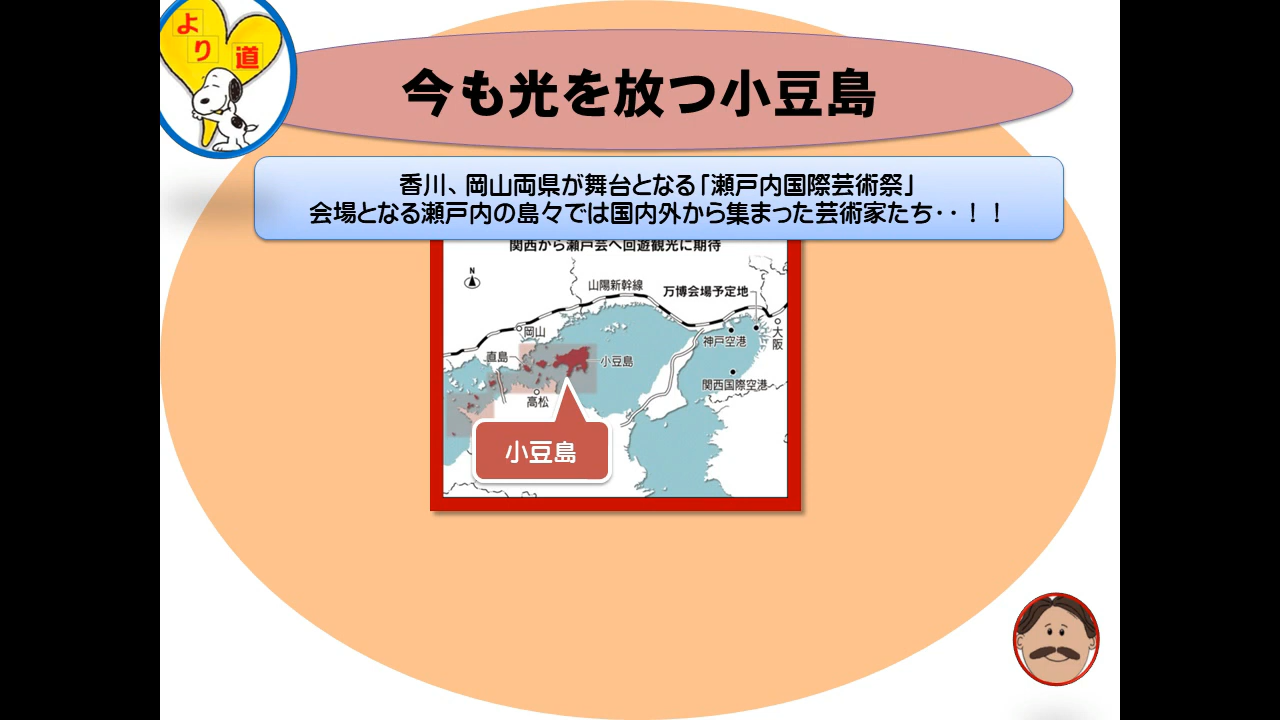 より道
今も光を放つ小豆島
香川、岡山両県が舞台となる「瀬戸内国際芸術祭」
会場となる瀬戸内の島々では国内外から集まった芸術家たち・・！！
関西から瀬戸芸へ回遊観光に期待
N
山陽新幹線
万博会場予定地
岡山
大阪
神戸空港
直島
小豆島
関西国際空港
高松
小豆島